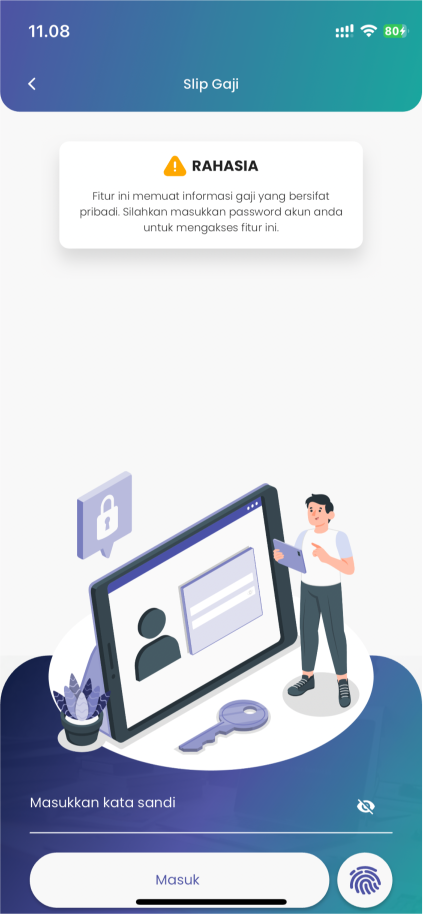 11.08
80
Slip Gaji
RAHASIA
Fitur ini memuat informasi gaji yang bersifat
pribadi. Silahkan masukkan password akun anda
untuk mengakses fitur ini.
Masukkan kata sandi
Masuk